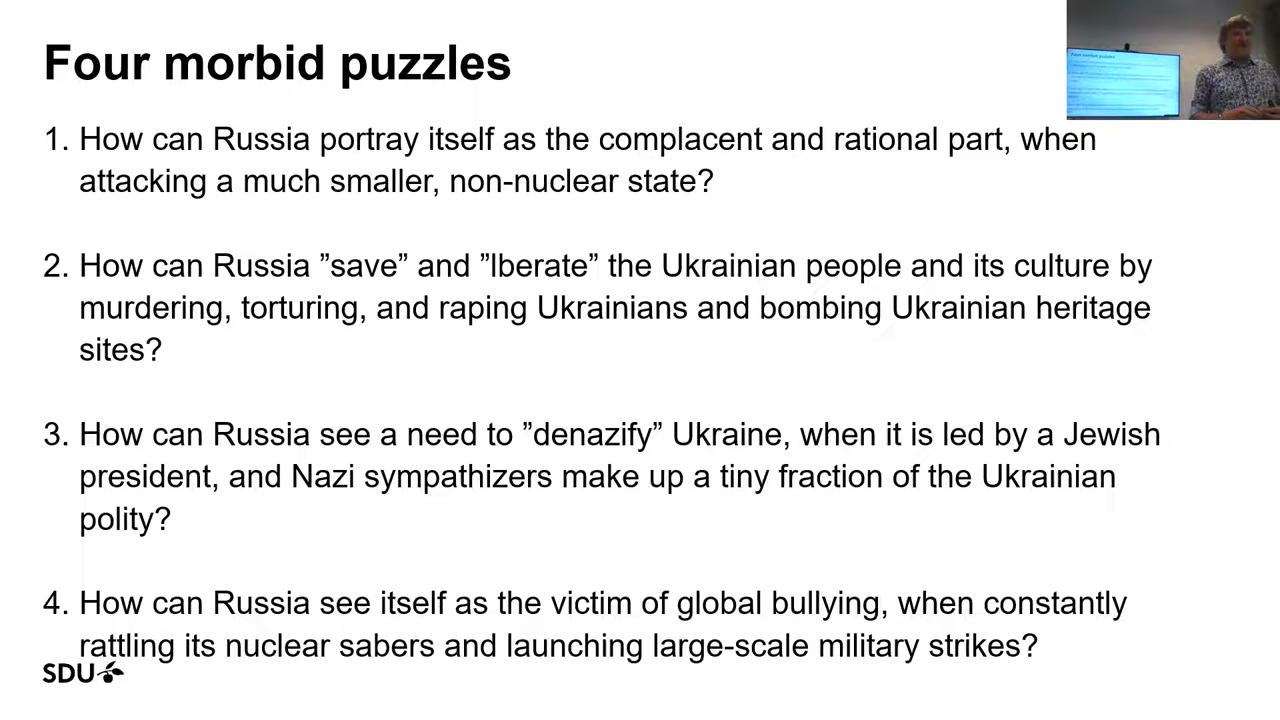 Four morbid puzzles
1. How can Russia portray itself as the complacent and rational part, when
attacking a much smaller, non-nuclear state?
2. How can Russia ”save” and ”lberate” the Ukrainian people and its culture by
murdering, torturing, and raping Ukrainians and bombing Ukrainian heritage
sites?
3. How can Russia see a need to ”denazify” Ukraine, when it is led by a Jewish
president, and Nazi sympathizers make up a tiny fraction of the Ukrainian
polity?
4. How can Russia see itself as the victim of global bullying, when constantly
rattling its nuclear sabers and launching large-scale military strikes?
SDU